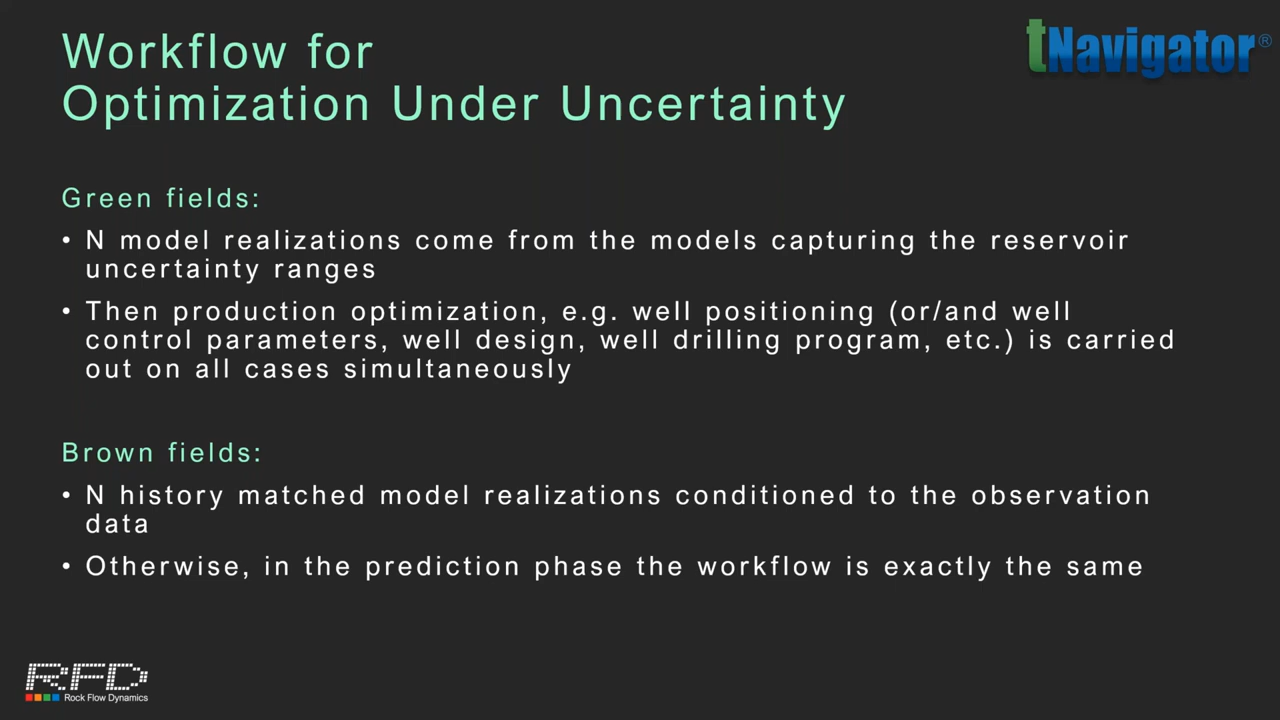 Workflow for
Optimization Under Uncertainty
tNavigator®
Green fields:
• N model realizations come from the models capturing the reservoir
uncertainty ranges
• Then production optimization, e.g. well positioning (or/and well
control parameters, well design, well drilling program, etc.) is carried
out on all cases simultaneously
Brown fields:
• N history matched model realizations conditioned to the observation
data
• Otherwise, in the prediction phase the workflow is exactly the same
RFD
Rock Flow Dynamics